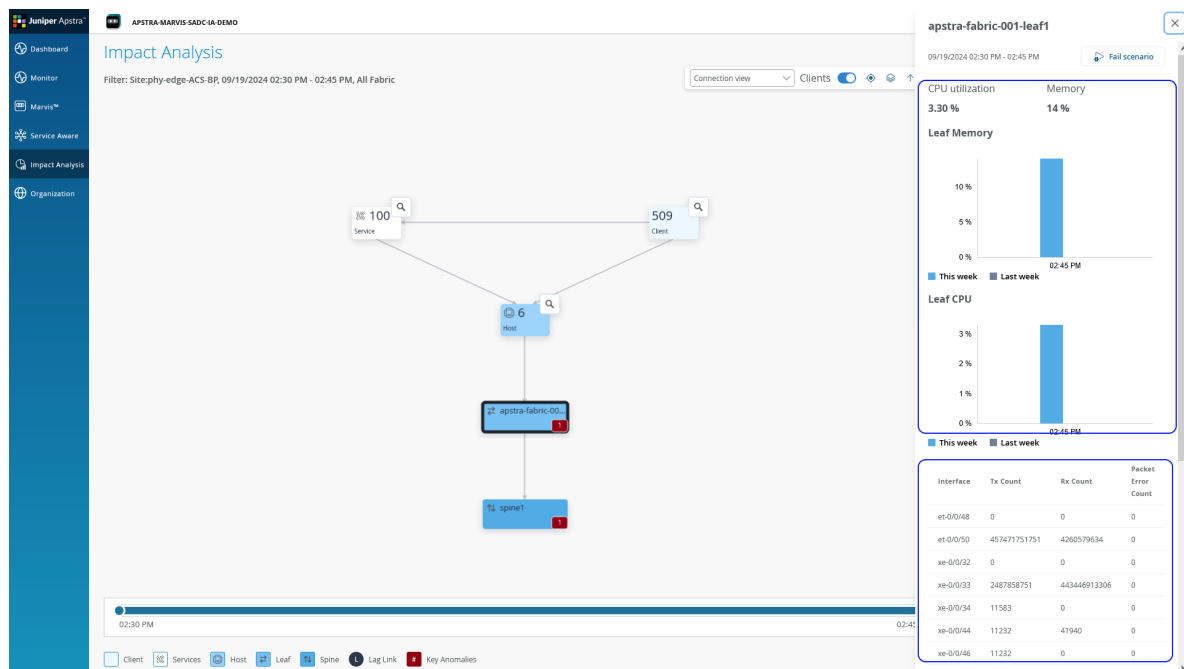 Juniper Apstra™
APSTRA-MARVIS-SADC-IA-DEMO
Dashboard
Monitor
Marvis™
Service Aware
Impact Analysis
Organization
Impact Analysis
Filter: Site:phy-edge-ACS-BP, 09/19/2024 02:30 PM - 02:45 PM, All Fabric
Connection view
Clients
100
Service
509
Client
6
Host
apstra-fabric-00...
1
spine1
1
02:30 PM
02:45
Client
Services
Host
Leaf
Spine
L
Lag Link
#
Key Anomalies
apstra-fabric-001-leaf1
09/19/2024 02:30 PM - 02:45 PM
Fail scenario
CPU utilization Memory
3.30 % 14 %
Leaf Memory
10 %
5 %
0 %
02:45 PM
This week Last week
Leaf CPU
3 %
2 %
1 %
0 %
02:45 PM
This week Last week
Interface Tx Count Rx Count Packet Error Count
et-0/0/48 0 0 0
et-0/0/50 457471751751 4260579634 0
xe-0/0/32 0 0 0
xe-0/0/33 2487858751 443446913306 0
xe-0/0/34 11583 0 0
xe-0/0/44 11232 41940 0
xe-0/0/46 11232 0 0